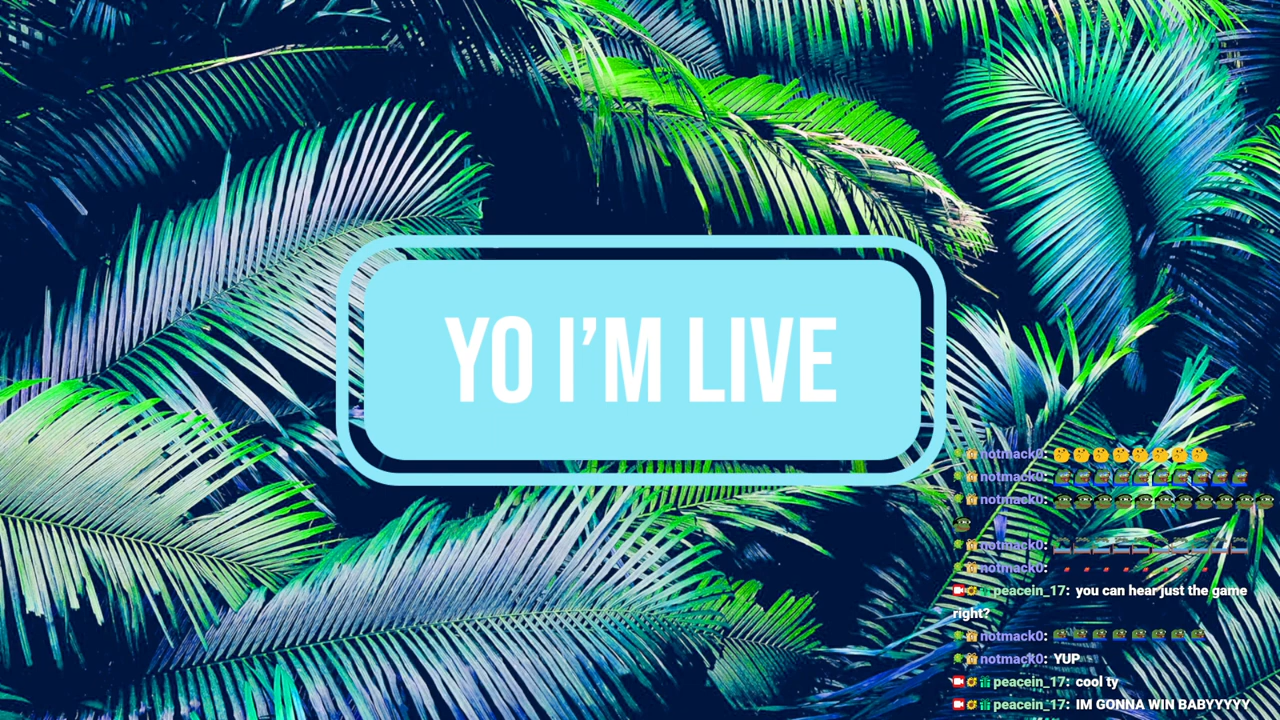 YO I’M LIVE
notmack0:
notmack0:
notmack0:
notmack0:
notmack0:
peacein_17: you can hear just the game
right?
notmack0:
notmack0: YUP
peacein_17: cool ty
peacein_17: IM GONNA WIN BABYYYYY